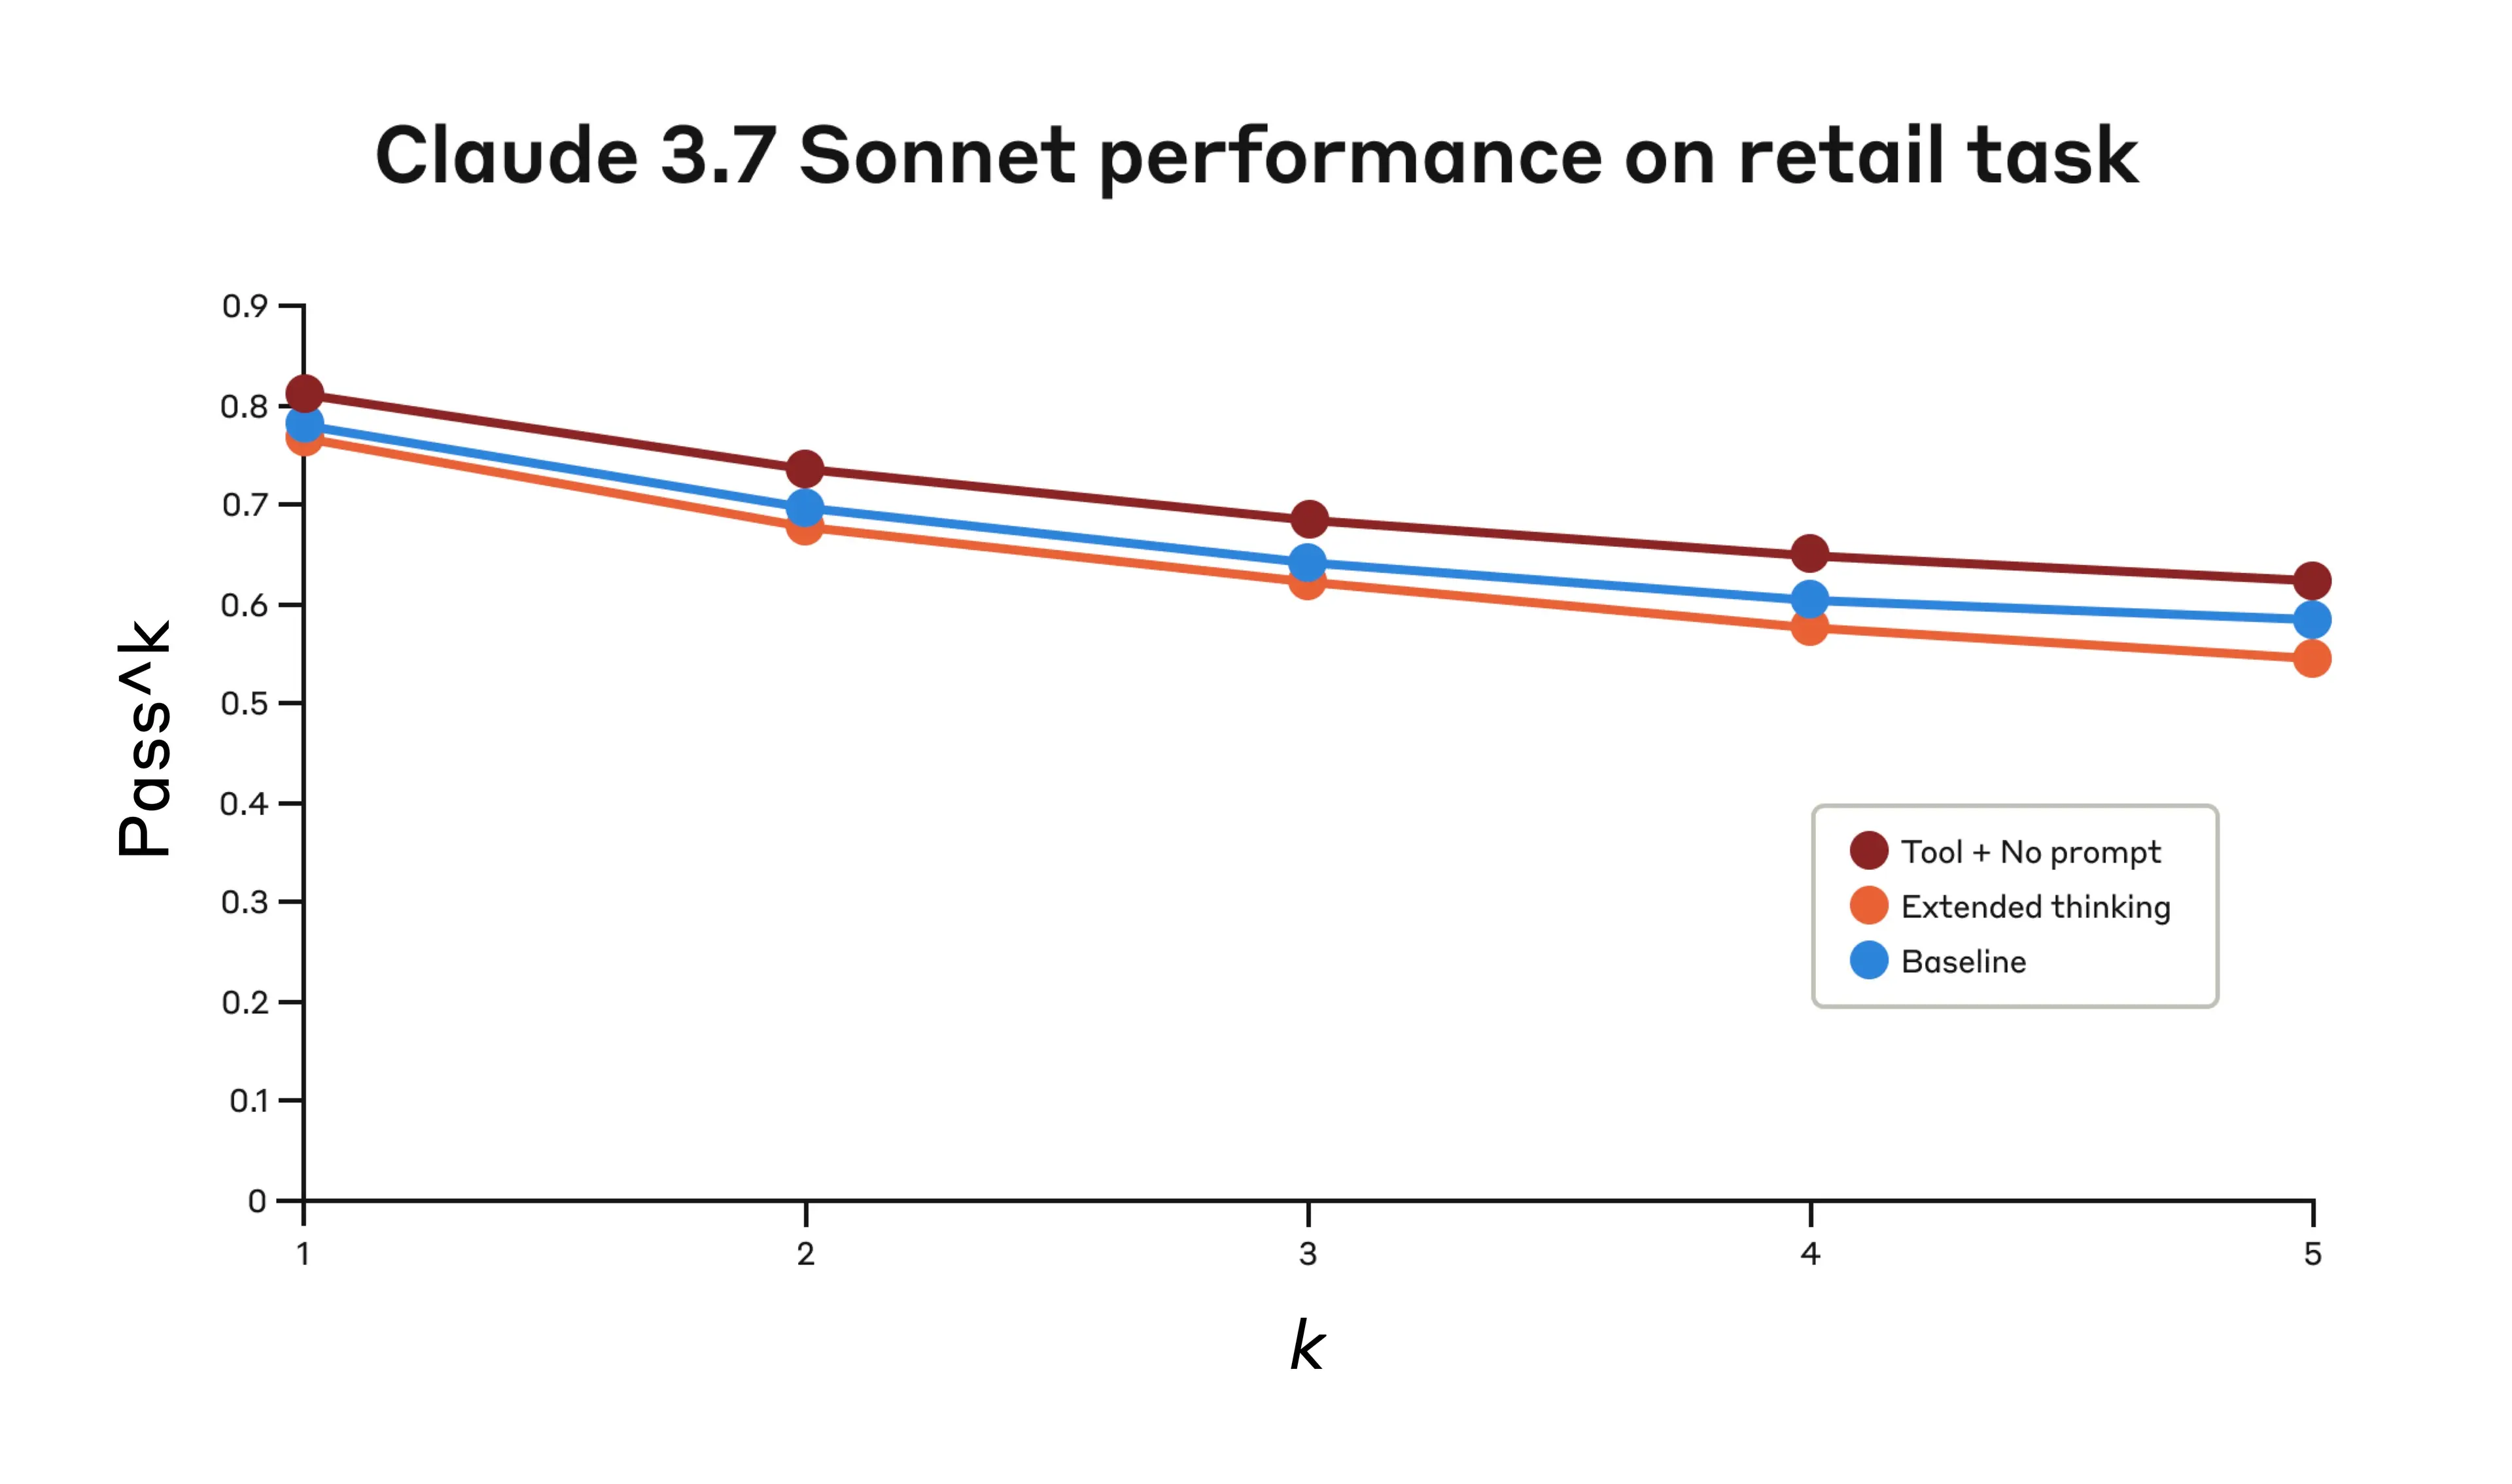 Claude 3.7 Sonnet performance on retail task
Pass^k
0.9
0.8
0.7
0.6
0.5
0.4
0.3
0.2
0.1
0
1 2 3 4 5
k
Tool + No prompt
Extended thinking
Baseline